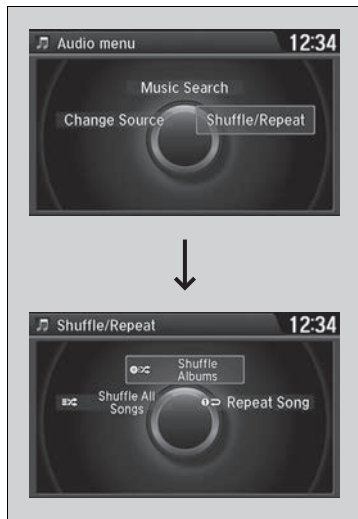 Audio menu 12:34
Music Search
Change Source Shuffle/Repeat
Shuffle/Repeat 12:34
Shuffle
Albums
Shuffle All
Songs
Repeat Song